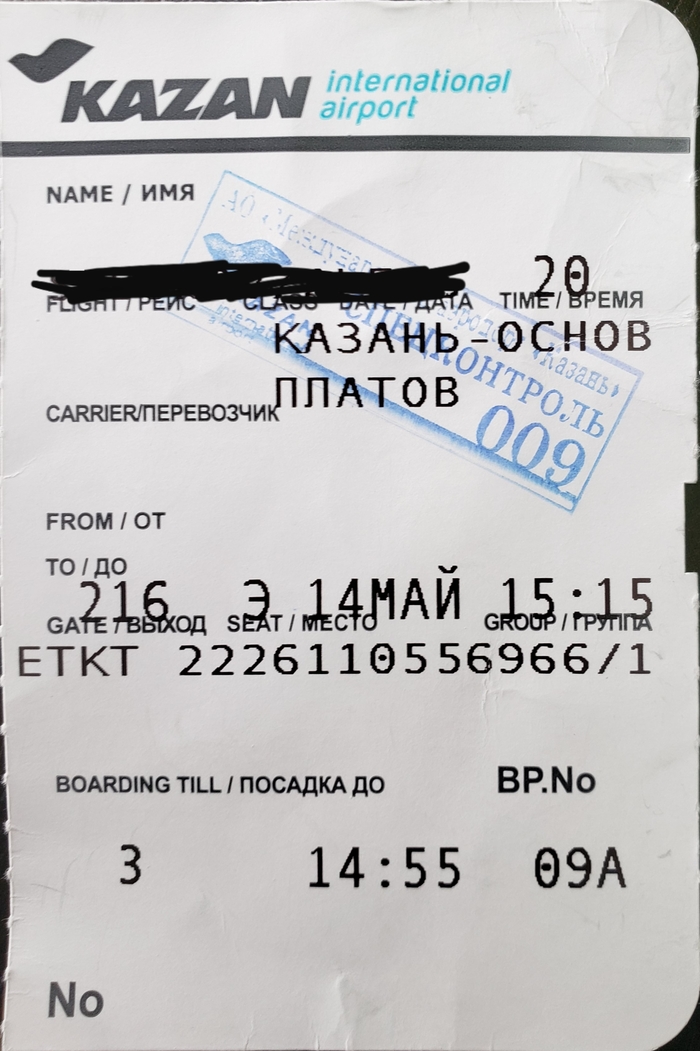 KAZAN international airport
NAME / ИМЯ
20
FLIGHT / РЕЙС CLASS DATE / ДАТА TIME / ВРЕМЯ
КАЗАНЬ-ОСНОВ
СПЕЦКОНТРОЛЬ
ПЛАТОВ
CARRIER/ПЕРЕВОЗЧИК
009
FROM / ОТ
TO / ДО
216 Э 14МАЙ 15:15
GATE / ВЫХОД SEAT / МЕСТО GROUP / ГРУППА
ETKT 2226110556966/1
BOARDING TILL / ПОСАДКА ДО BP.No
3 14:55 09A
No